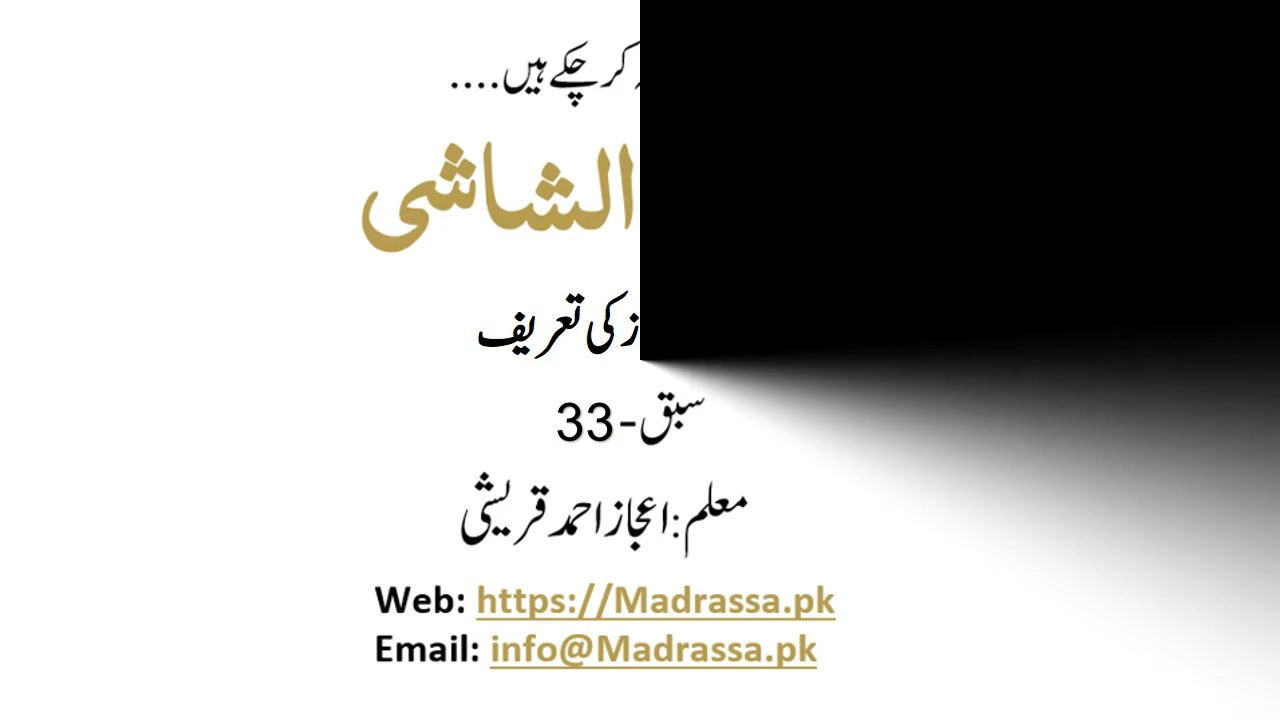 کر چکے ہیں....
الشاشی
کی تعریف
سبق-33
معلم: اعجاز احمد قریشی
Web: https://Madrassa.pk
Email: info@Madrassa.pk